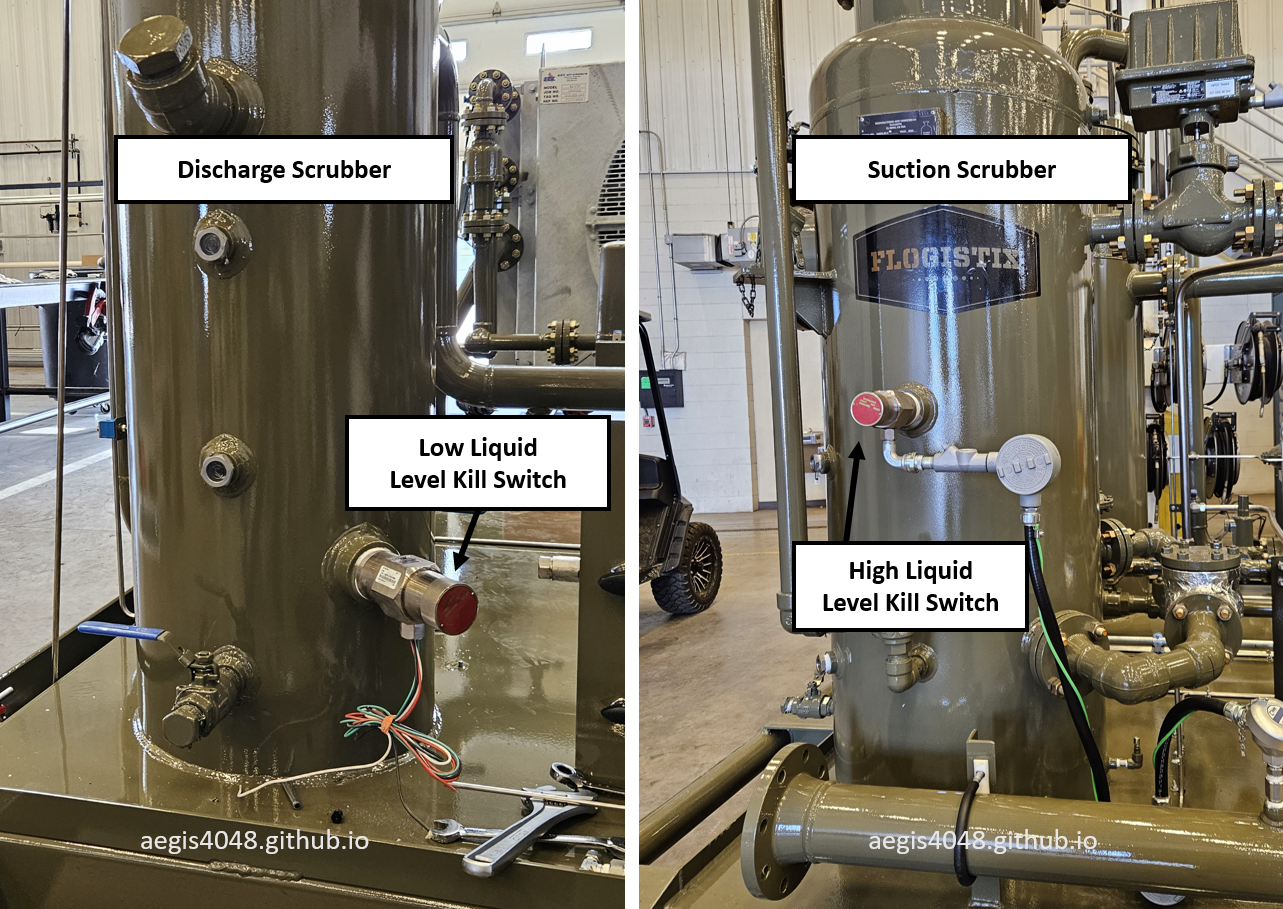 Discharge Scrubber
Low Liquid
Level Kill Switch
aegis4048.github.io
Suction Scrubber
FLOGISTIX
High Liquid
Level Kill Switch
aegis4048.github.io